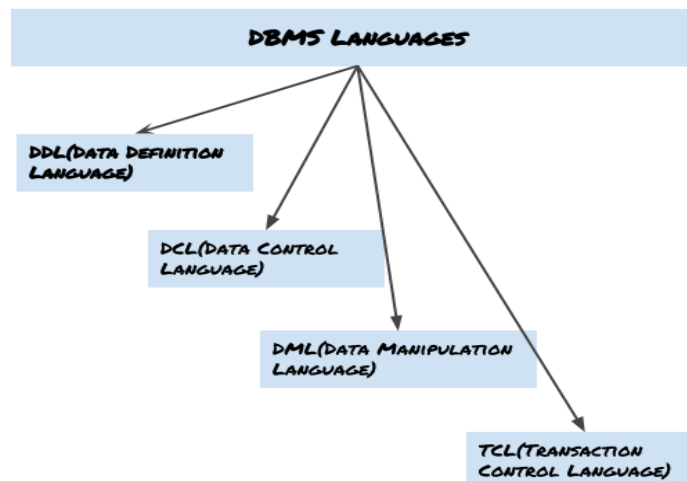 DBMS Languages
DDL(Data Definition
Language)
DCL(Data Control
Language)
DML(Data Manipulation
Language)
TCL(Transaction
Control Language)